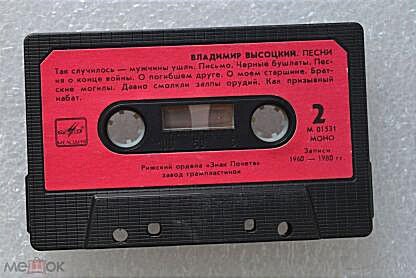 ВЛАДИМИР ВЫСОЦКИЙ. ПЕСНИ
Так случилось — мужчины ушли. Письмо. Черные бушлаты. Пес-
ня о конце войны. О погибшем друге. О моем старшине. Брат-
ские могилы. Давно смолкли залпы орудий. Как призывный
набат.
2
М 01531
МОНО
МЕЛОДИЯ
Записи
1960 — 1980 гг
Рижский ордена «Знак Почета»
завод грампластинок
МЕШОК